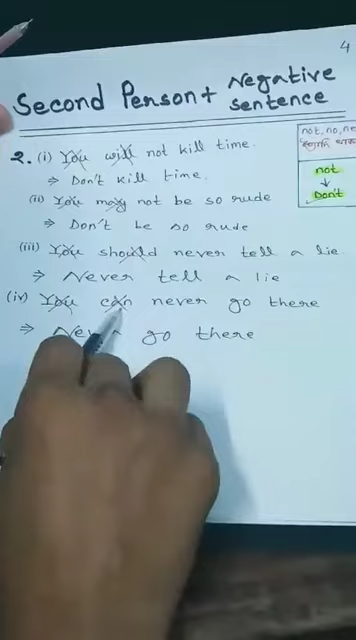 4
Second Person + Negative sentence
not, no, ne
ইত্যাদি থাক
not
↓
Don't
2. (i) You will not kill time.
⇒ Don't kill time.
(ii) You may not be so rude
⇒ Don't be so rude
(iii) You should never tell a lie.
⇒ Never tell a lie
(iv) You can never go there
⇒ go there